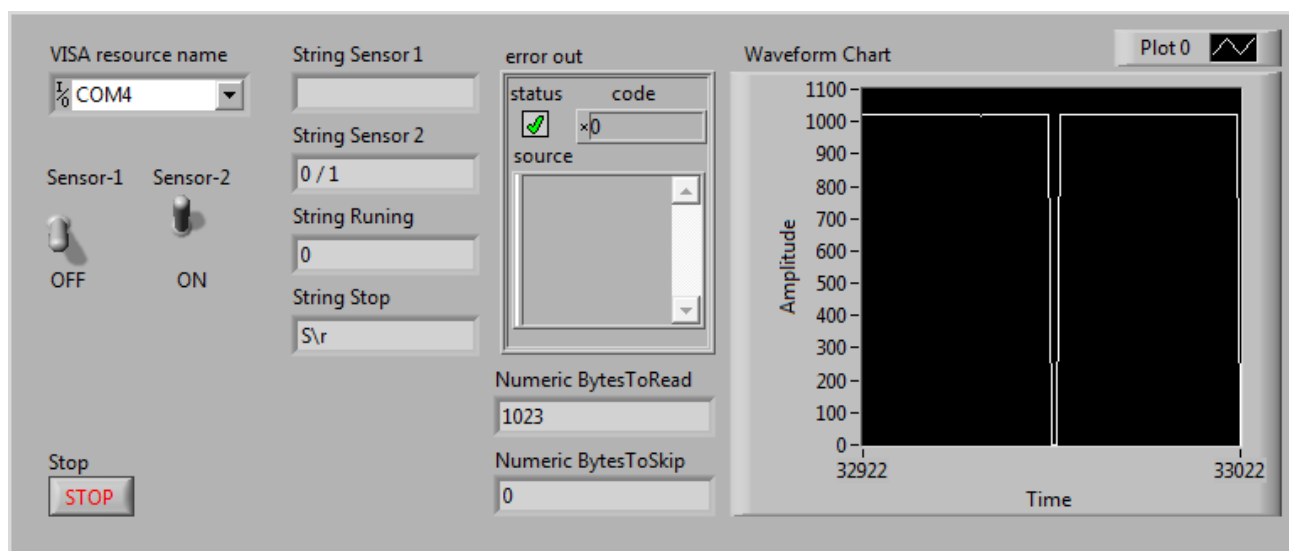 VISA resource name
I/O COM4
Sensor-1
Sensor-2
OFF
ON
Stop
STOP
String Sensor 1
String Sensor 2
0 / 1
String Runing
0
String Stop
S\r
error out
status
code
×0
source
Numeric BytesToRead
1023
Numeric BytesToSkip
0
Waveform Chart
Plot 0
Amplitude
1100
1000
900
800
700
600
500
400
300
200
100
0
32922
33022
Time